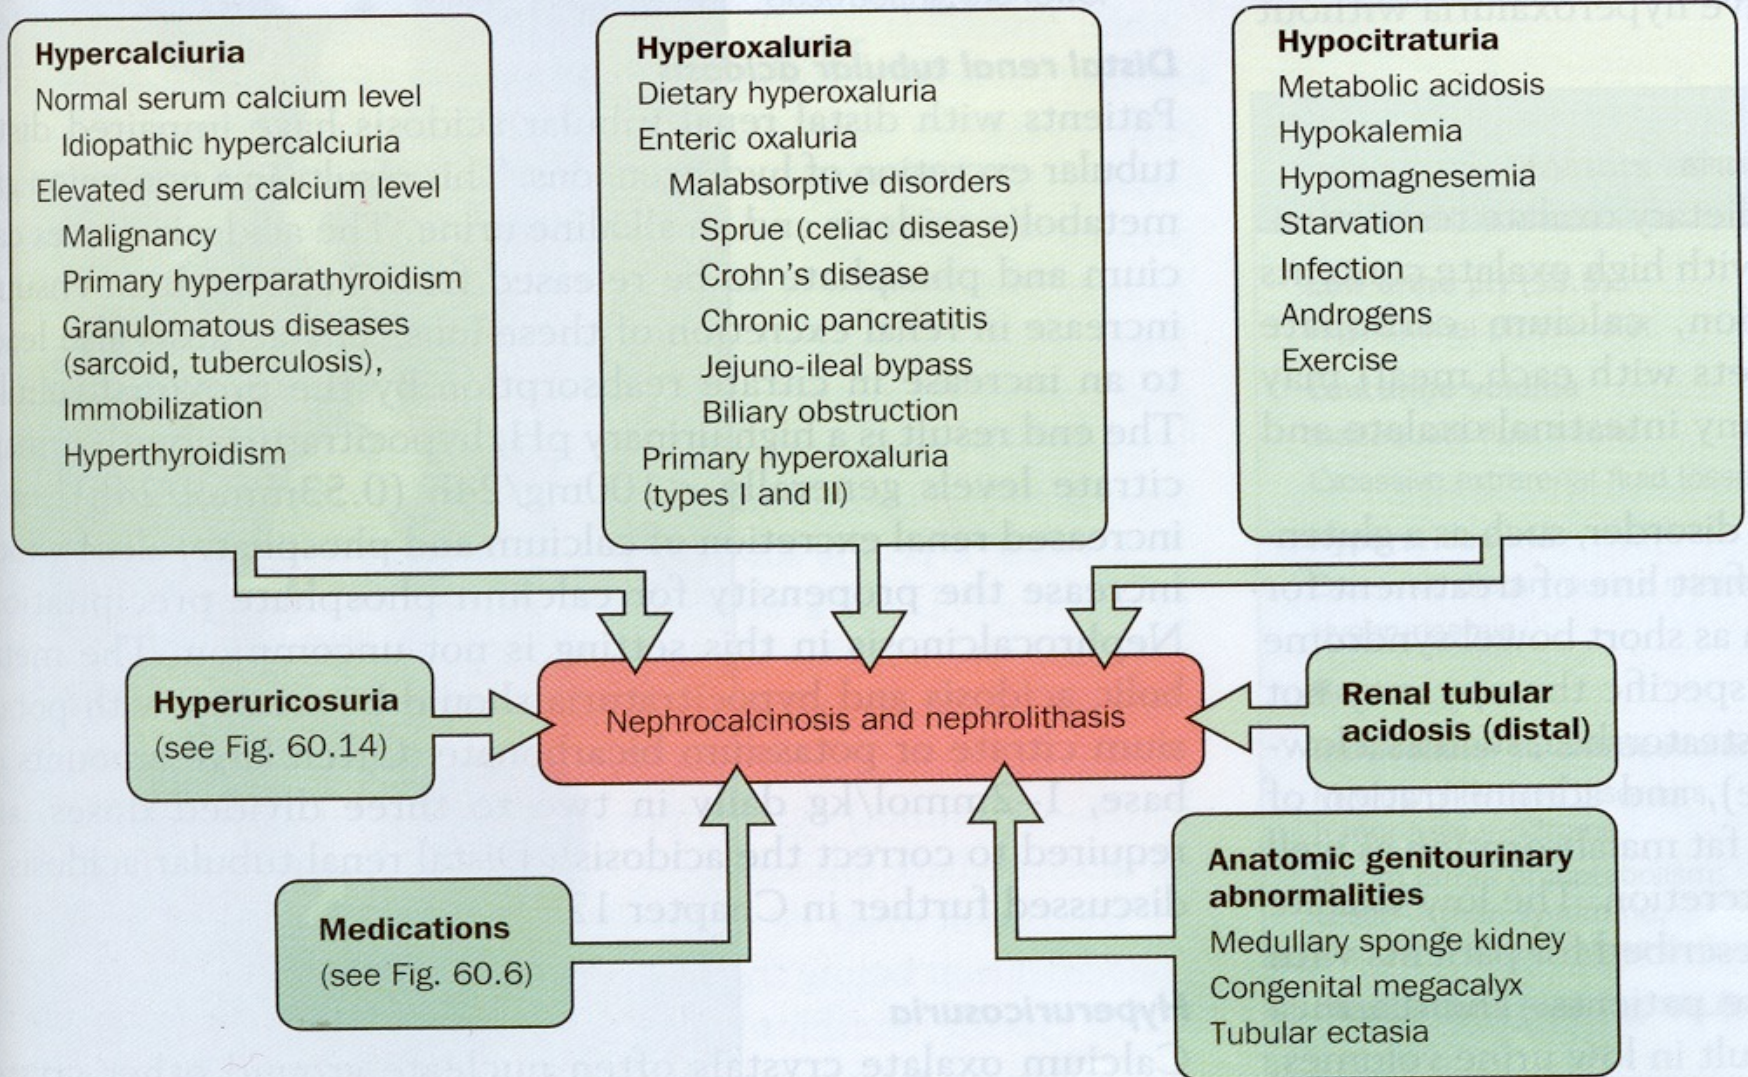 Hypercalciuria
Normal serum calcium level
Idiopathic hypercalciuria
Elevated serum calcium level
Malignancy
Primary hyperparathyroidism
Granulomatous diseases
(sarcoid, tuberculosis),
Immobilization
Hyperthyroidism
Hyperoxaluria
Dietary hyperoxaluria
Enteric oxaluria
Malabsorptive disorders
Sprue (celiac disease)
Crohn's disease
Chronic pancreatitis
Jejuno-ileal bypass
Biliary obstruction
Primary hyperoxaluria
(types I and II)
Hypocitraturia
Metabolic acidosis
Hypokalemia
Hypomagnesemia
Starvation
Infection
Androgens
Exercise
Hyperuricosuria
(see Fig. 60.14)
Nephrocalcinosis and nephrolithasis
Renal tubular
acidosis (distal)
Medications
(see Fig. 60.6)
Anatomic genitourinary
abnormalities
Medullary sponge kidney
Congenital megacalyx
Tubular ectasia